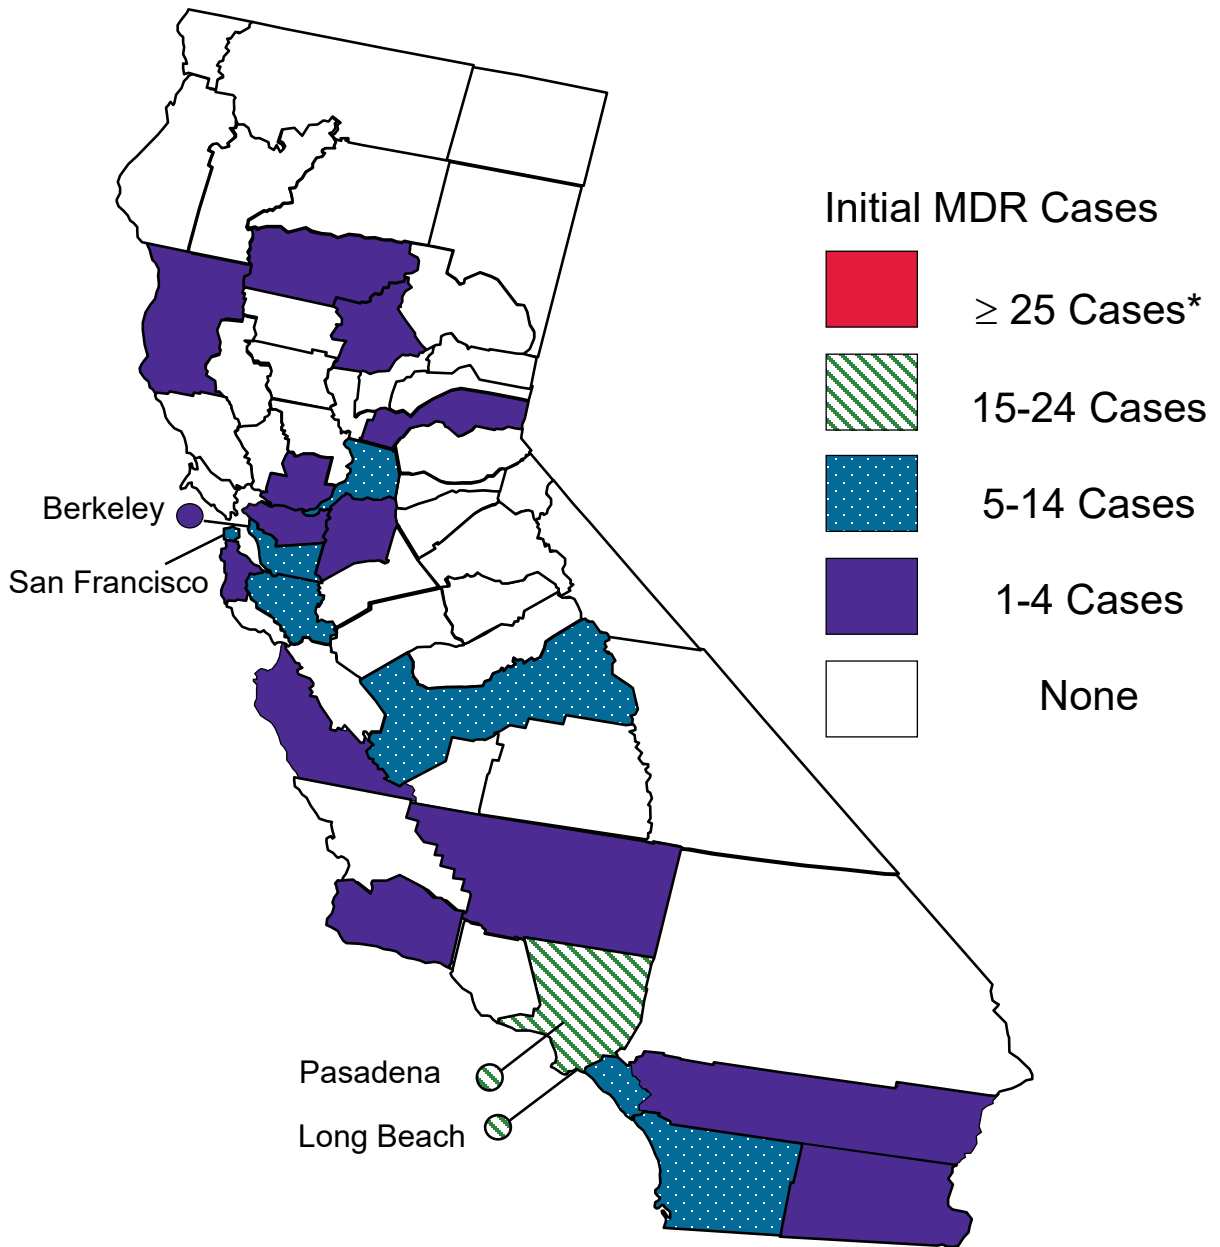 Initial MDR Cases
≥ 25 Cases*
15-24 Cases
5-14 Cases
1-4 Cases
None
Berkeley
San Francisco
Pasadena
Long Beach